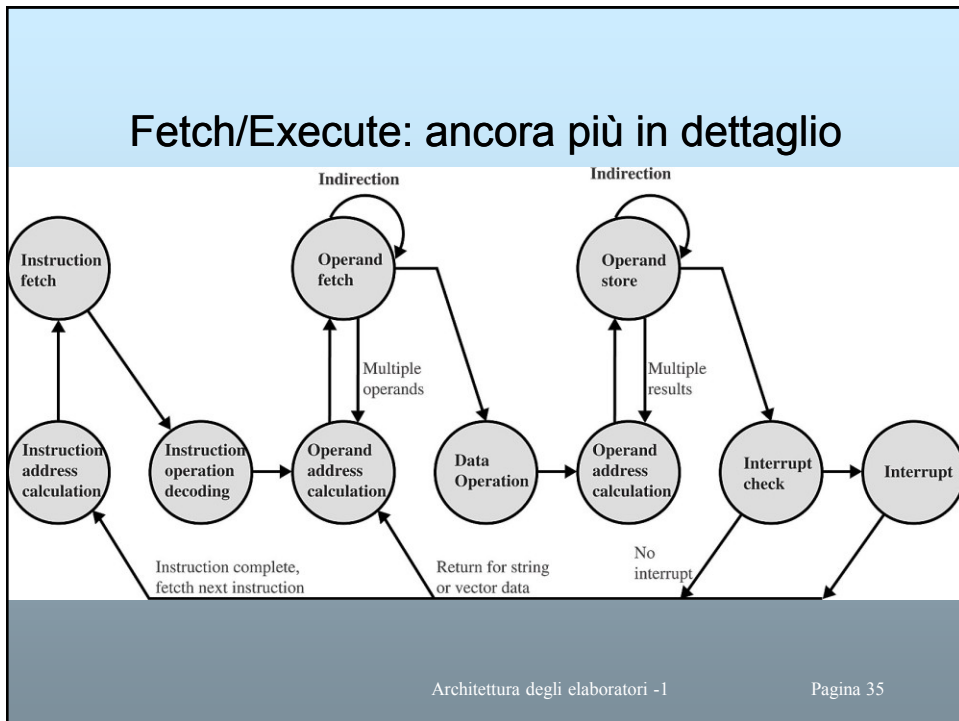 Fetch/Execute: ancora più in dettaglio
Indirection
Indirection
Instruction
fetch
Operand
fetch
Operand
store
Multiple
operands
Multiple
results
Instruction
address
calculation
Instruction
operation
decoding
Operand
address
calculation
Data
Operation
Operand
address
calculation
Interrupt
check
Interrupt
Instruction complete,
fetcth next instruction
Return for string
or vector data
No
interrupt
Architettura degli elaboratori -1
Pagina 35